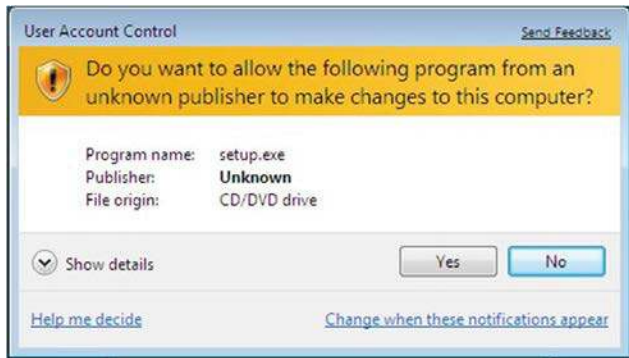 User Account Control
Send Feedback
Do you want to allow the following program from an
unknown publisher to make changes to this computer?
Program name: setup.exe
Publisher: Unknown
File origin: CD/DVD drive
Show details
Yes
No
Help me decide
Change when these notifications appear